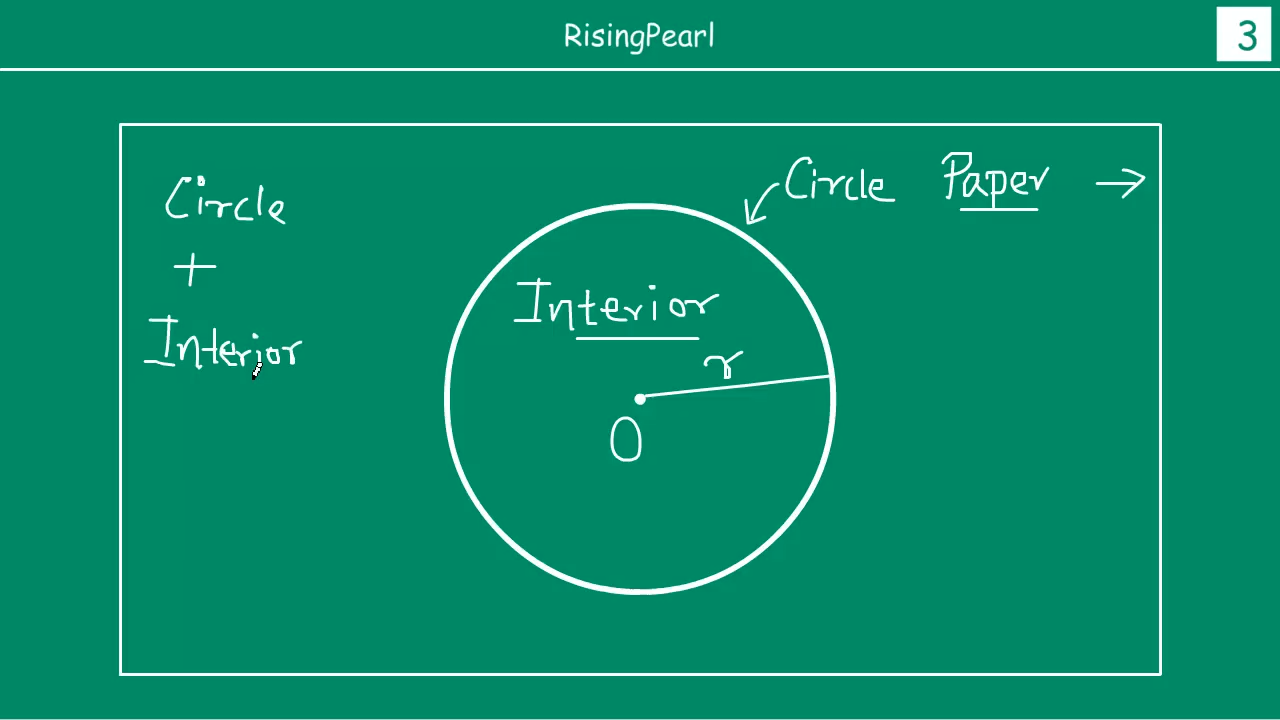 RisingPearl
3
Circle Paper →
Circle
+
Interior
Interior
r
O